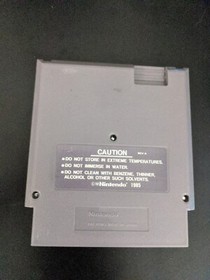 CAUTION
•DO NOT STORE IN EXTREME TEMPERATURES.
•DO NOT IMMERSE IN WATER.
•DO NOT CLEAN WITH BENZENE, THINNER,
ALCOHOL OR OTHER SUCH SOLVENTS.
©Nintendo 1985